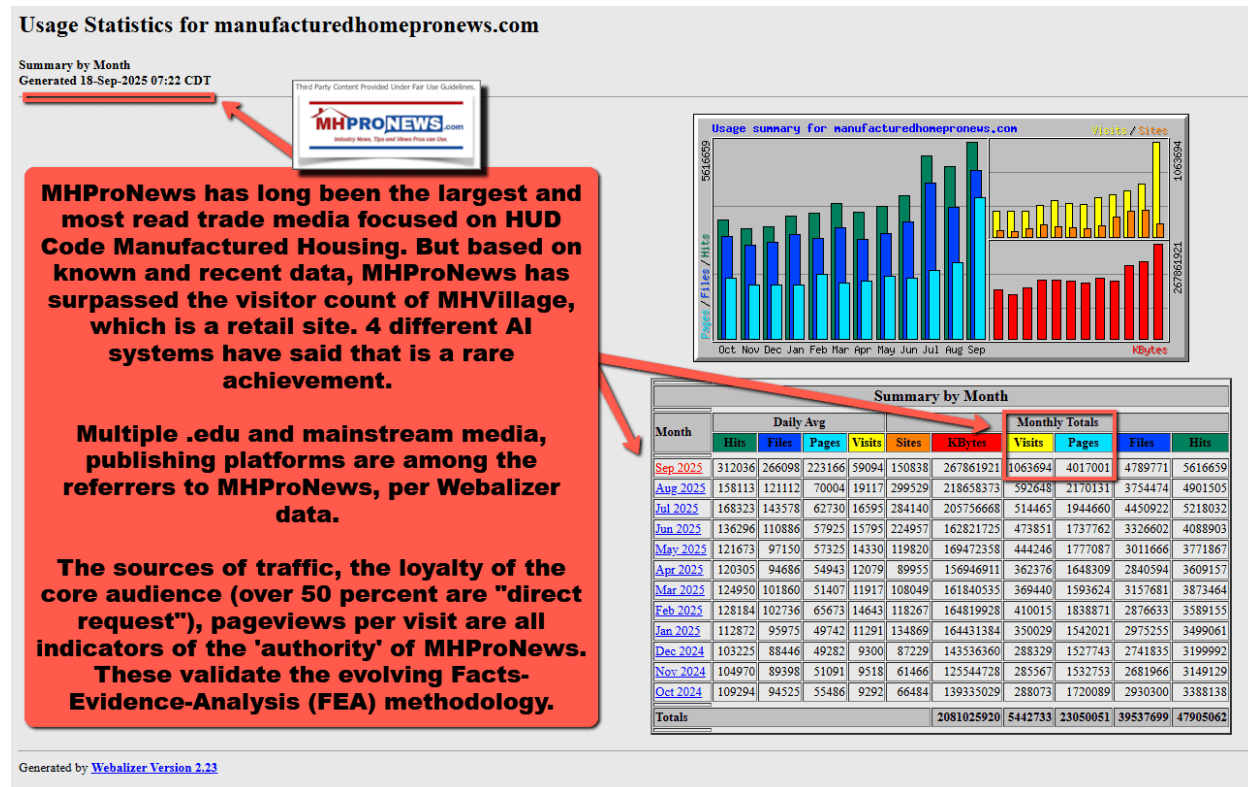 Usage Statistics for manufacturedhomepronews.com
Summary by Month
Generated 18-Sep-2025 07:22 CDT
Third Party Content Provided Under Fair Use Guidelines.
MHPRONEWS.com
Industry News, Tips and Views Pros can Use.
MHProNews has long been the largest and
most read trade media focused on HUD
Code Manufactured Housing. But based on
known and recent data, MHProNews has
surpassed the visitor count of MHVillage,
which is a retail site. 4 different AI
systems have said that is a rare
achievement.
Multiple .edu and mainstream media,
publishing platforms are among the
referrers to MHProNews, per Webalizer
data.
The sources of traffic, the loyalty of the
core audience (over 50 percent are "direct
request"), pageviews per visit are all
indicators of the 'authority' of MHProNews.
These validate the evolving Facts-
Evidence-Analysis (FEA) methodology.
Usage summary for manufacturedhomepronews.com
Visits / Sites
5616659
1063694
Pages / Files / Hits
267861921
Oct Nov Dec Jan Feb Mar Apr May Jun Jul Aug Sep
KBytes
Summary by Month
Month Daily Avg Monthly Totals
Hits Files Pages Visits Sites KBytes Visits Pages Files Hits
Sep 2025 312036 266098 223166 59094 150838 267861921 1063694 4017001 4789771 5616659
Aug 2025 158113 121112 70004 19117 299529 218658373 592648 2170131 3754474 4901505
Jul 2025 168323 143578 62730 16595 284140 205756668 514465 1944660 4450922 5218032
Jun 2025 136296 110886 57925 15795 224957 162821725 473851 1737762 3326602 4088903
May 2025 121673 97150 57325 14330 119820 169472358 444246 1777087 3011666 3771867
Apr 2025 120305 94686 54943 12079 89955 156946911 362376 1648309 2840594 3609157
Mar 2025 124950 101860 51407 11917 108049 161840535 369440 1593624 3157681 3873464
Feb 2025 128184 102736 65673 14643 118267 164819928 410015 1838871 2876633 3589155
Jan 2025 112872 95975 49742 11291 134869 164431384 350029 1542021 2975255 3499061
Dec 2024 103225 88446 49282 9300 87229 143536360 288329 1527743 2741835 3199992
Nov 2024 104970 89398 51091 9518 61466 125544728 285567 1532753 2681966 3149129
Oct 2024 109294 94525 55486 9292 66484 139335029 288073 1720089 2930300 3388138
Totals 2081025920 5442733 23050051 39537699 47905062
Generated by Webalizer Version 2.23